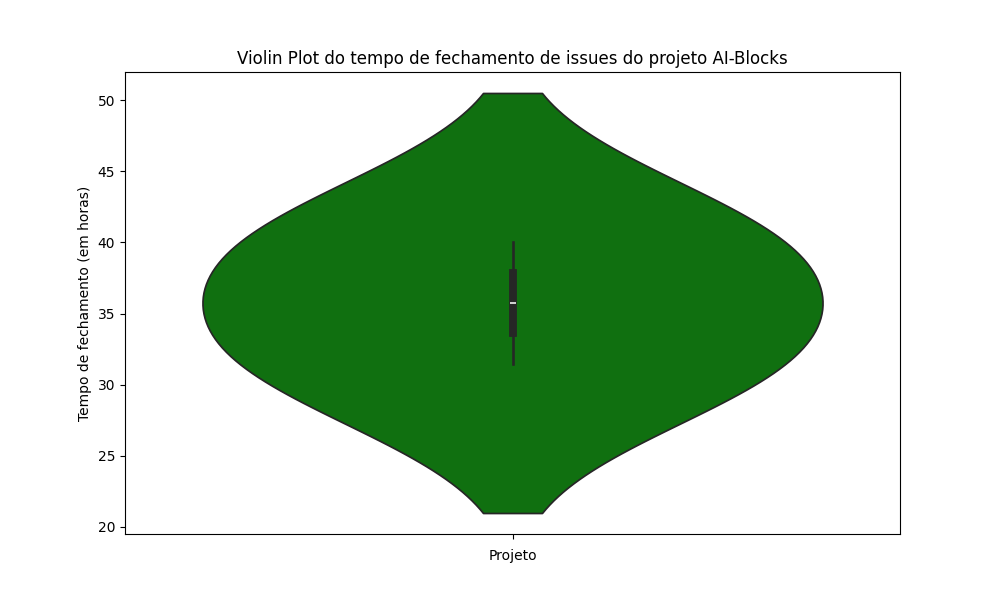 Violin Plot do tempo de fechamento de issues do projeto AI-Blocks
50
45
40
35
30
25
20
Tempo de fechamento (em horas)
Projeto